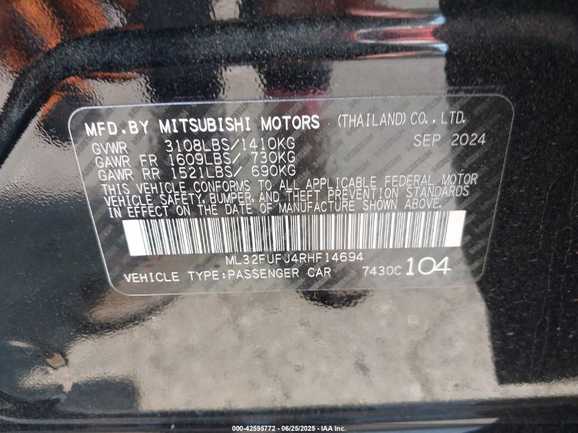 MFD.BY MITSUBISHI MOTORS (THAILAND) CO., LTD.
GVWR 3108LBS/1410KG SEP 2024
GAWR FR 1609LBS/ 730KG
GAWR RR 1521LBS/ 690KG
THIS VEHICLE CONFORMS TO ALL APPLICABLE FEDERAL MOTOR
VEHICLE SAFETY, BUMPER, AND THEFT PREVENTION STANDARDS
IN EFFECT ON THE DATE OF MANUFACTURE SHOWN ABOVE.
ML32FUFJ4RHF14694
VEHICLE TYPE:PASSENGER CAR 7430C 104
000-42595772 - 06/25/2025 - IAA Inc.